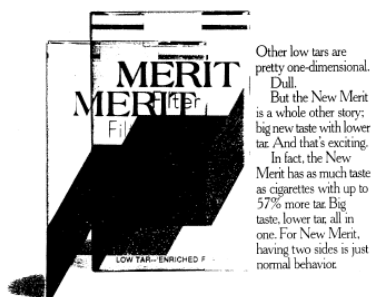 MERIT
MERIT
Filter
LOW TAR-ENRICHED F
Other low tars are
pretty one-dimensional.
Dull.
But the New Merit
is a whole other story;
big new taste with lower
tar. And that's exciting.
In fact, the New
Merit has as much taste
as cigarettes with up to
57% more tar. Big
taste, lower tar, all in
one. For New Merit,
having two sides is just
normal behavior.